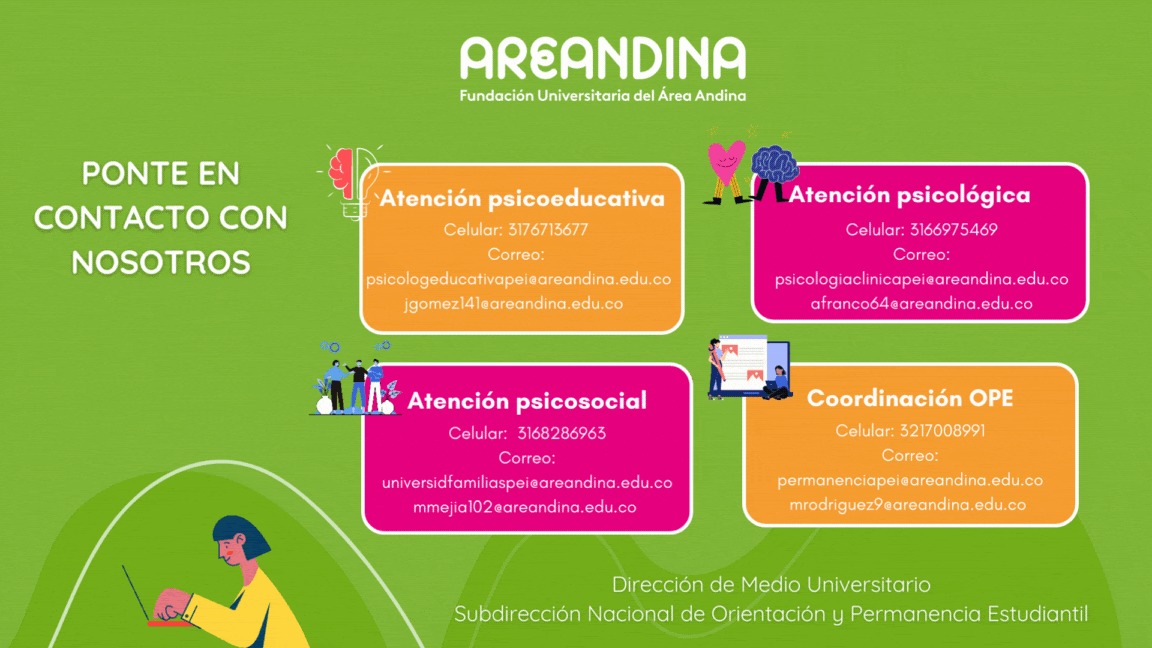 AREANDINA
Fundación Universitaria del Área Andina
PONTE EN
CONTACTO CON
NOSOTROS
Atención psicoeducativa
Celular: 3176713677
Correo:
psicologeducativapei@areandina.edu.co
jgomez141@areandina.edu.co
Atención psicológica
Celular: 3166975469
Correo:
psicologiaclinicapei@areandina.edu.co
afranco64@areandina.edu.co
Atención psicosocial
Celular: 3168286963
Correo:
universidfamiliaspei@areandina.edu.co
mmejia102@areandina.edu.co
Coordinación OPE
Celular: 3217008991
Correo:
permanenciapei@areandina.edu.co
mrodriguez9@areandina.edu.co
Dirección de Medio Universitario
Subdirección Nacional de Orientación y Permanencia Estudiantil